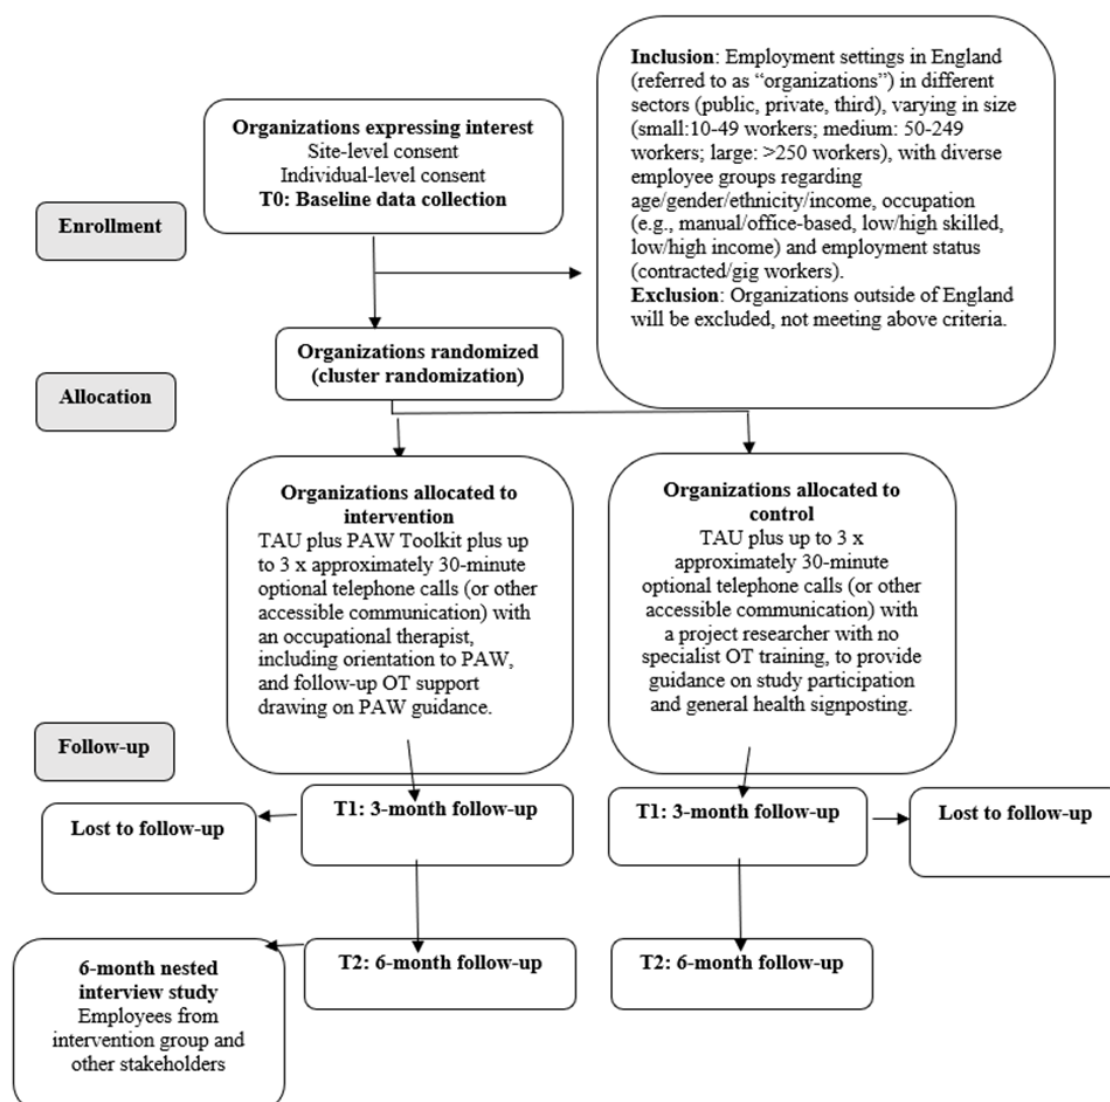 Organizations expressing interest
Site-level consent
Individual-level consent
T0: Baseline data collection
Inclusion: Employment settings in England
(referred to as “organizations”) in different
sectors (public, private, third), varying in size
(small:10-49 workers; medium: 50-249
workers; large: >250 workers), with diverse
employee groups regarding
age/gender/ethnicity/income, occupation
(e.g., manual/office-based, low/high skilled,
low/high income) and employment status
(contracted/gig workers).
Exclusion: Organizations outside of England
will be excluded, not meeting above criteria.
Enrollment
Organizations randomized
(cluster randomization)
Allocation
Organizations allocated to
intervention
TAU plus PAW Toolkit plus up
to 3 x approximately 30-minute
optional telephone calls (or other
accessible communication) with
an occupational therapist,
including orientation to PAW,
and follow-up OT support
drawing on PAW guidance.
Organizations allocated to
control
TAU plus up to 3 x
approximately 30-minute
optional telephone calls (or other
accessible communication) with
a project researcher with no
specialist OT training, to provide
guidance on study participation
and general health signposting.
Follow-up
Lost to follow-up
T1: 3-month follow-up
T1: 3-month follow-up
Lost to follow-up
6-month nested
interview study
Employees from
intervention group and
other stakeholders
T2: 6-month follow-up
T2: 6-month follow-up